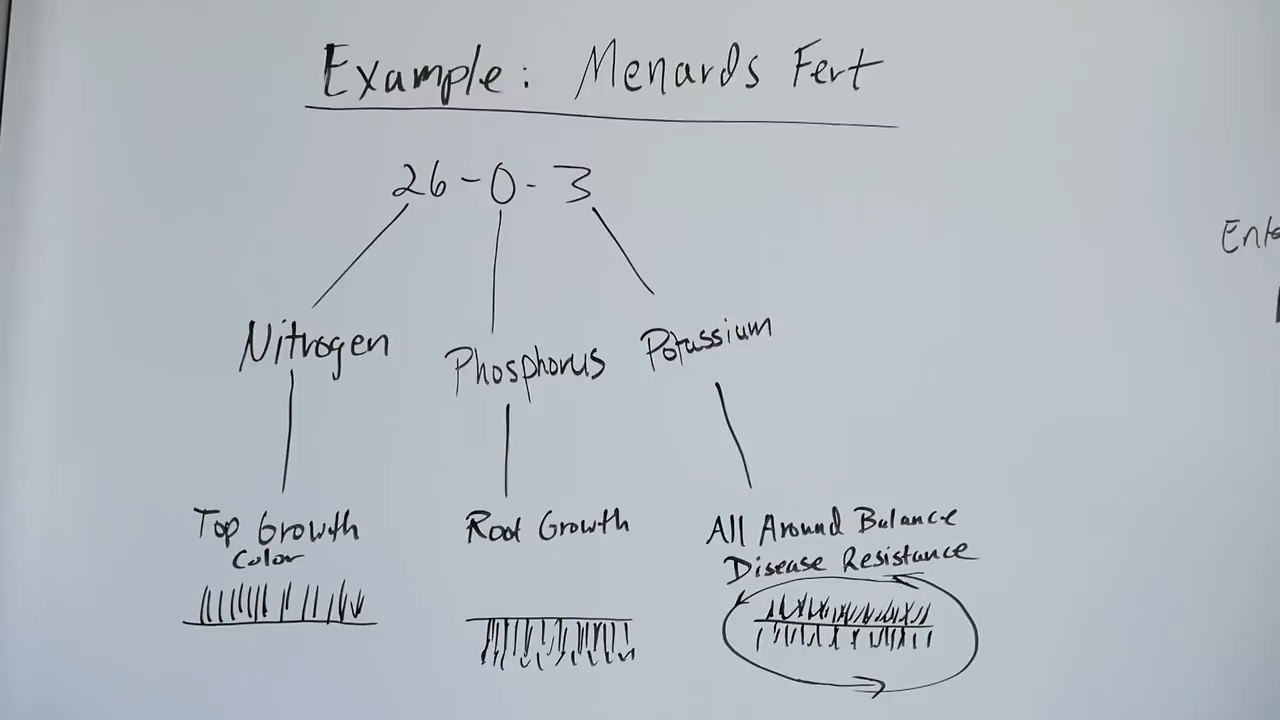 Example: Menards Fert
26-0-3
Nitrogen
Phosphorus
Potassium
Top Growth
Color
Root Growth
All Around Balance
Disease Resistance